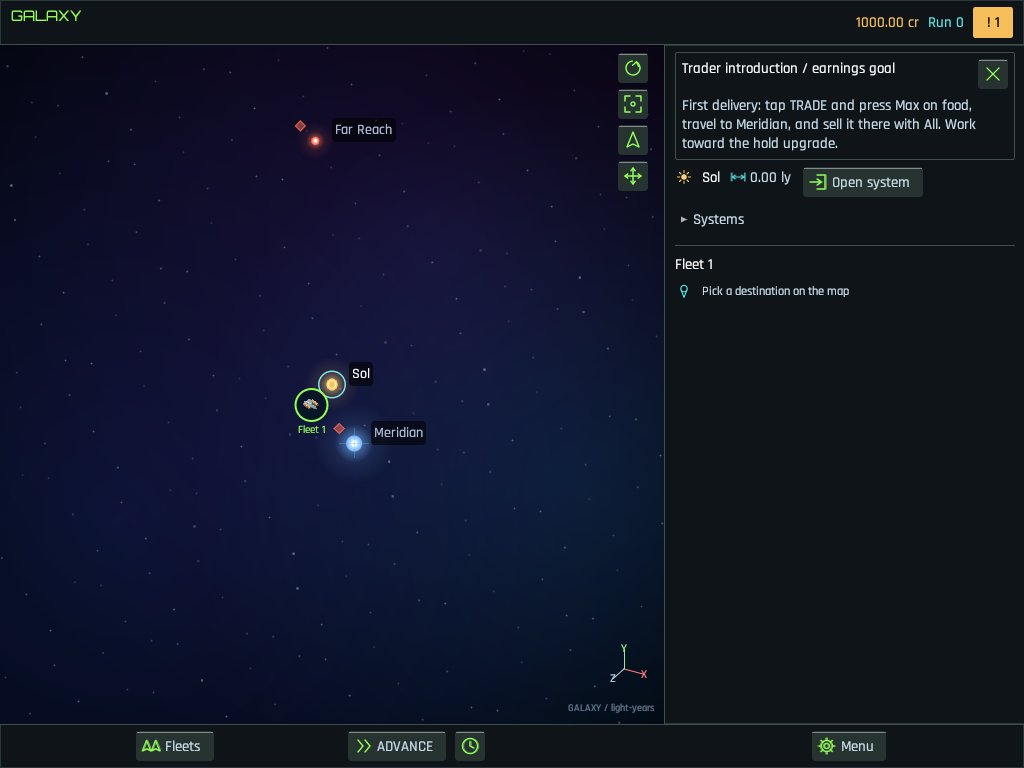 GALAXY
1000.00 cr Run 0 ! 1
Trader introduction / earnings goal
First delivery: tap TRADE and press Max on food,
travel to Meridian, and sell it there with All. Work
toward the hold upgrade.
Sol 0.00 ly Open system
Systems
Fleet 1
Pick a destination on the map
Far Reach
Sol
Fleet 1
Meridian
Y
Z X
GALAXY / light-years
Fleets ADVANCE Menu